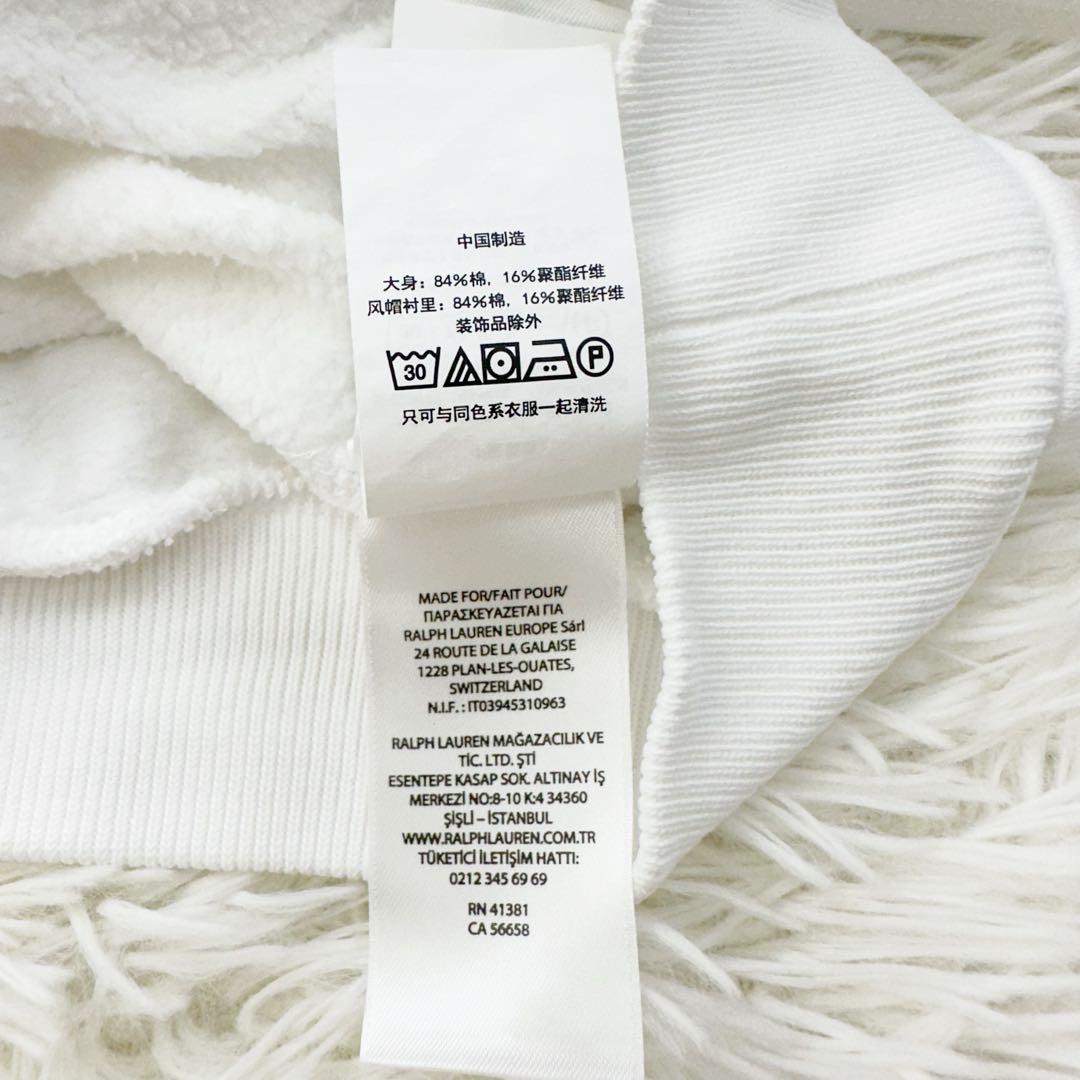 中国制造
大身：84%棉，16%聚酯纤维
风帽衬里：84%棉，16%聚酯纤维
装饰品除外
30 P
只可与同色系衣服一起清洗
MADE FOR/FAIT POUR/
ΠΑΡΑΣΚΕΥΑΖΕΤΑΙ ΓΙΑ
RALPH LAUREN EUROPE Sárl
24 ROUTE DE LA GALAISE
1228 PLAN-LES-OUATES,
SWITZERLAND
N.I.F. : IT03945310963
RALPH LAUREN MAĞAZACILIK VE
TİC. LTD. ŞTİ
ESENTEPE KASAP SOK. ALTINAY İŞ
MERKEZİ NO:8-10 K:4 34360
ŞİŞLİ – İSTANBUL
WWW.RALPHLAUREN.COM.TR
TÜKETİCİ İLETİŞİM HATTI:
0212 345 69 69
RN 41381
CA 56658